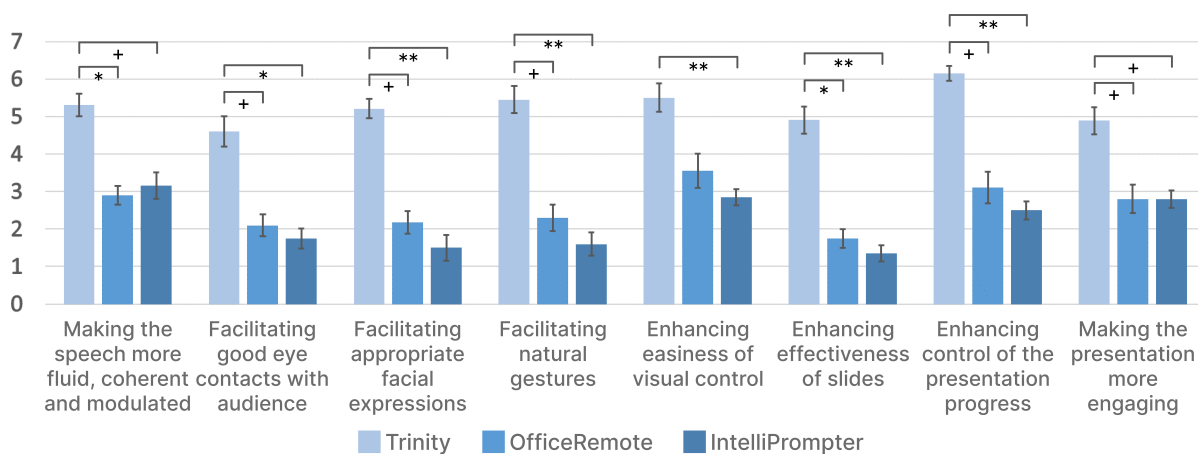 7
6
5
4
3
2
1
0
+
*
*
+
**
+
**
+
**
**
*
**
+
+
+
Making the
speech more
fluid, coherent
and modulated
Facilitating
good eye
contacts with
audience
Facilitating
appropriate
facial
expressions
Facilitating
natural
gestures
Enhancing
easiness of
visual control
Enhancing
effectiveness
of slides
Enhancing
control of the
presentation
progress
Making the
presentation
more
engaging
Trinity
OfficeRemote
IntelliPrompter